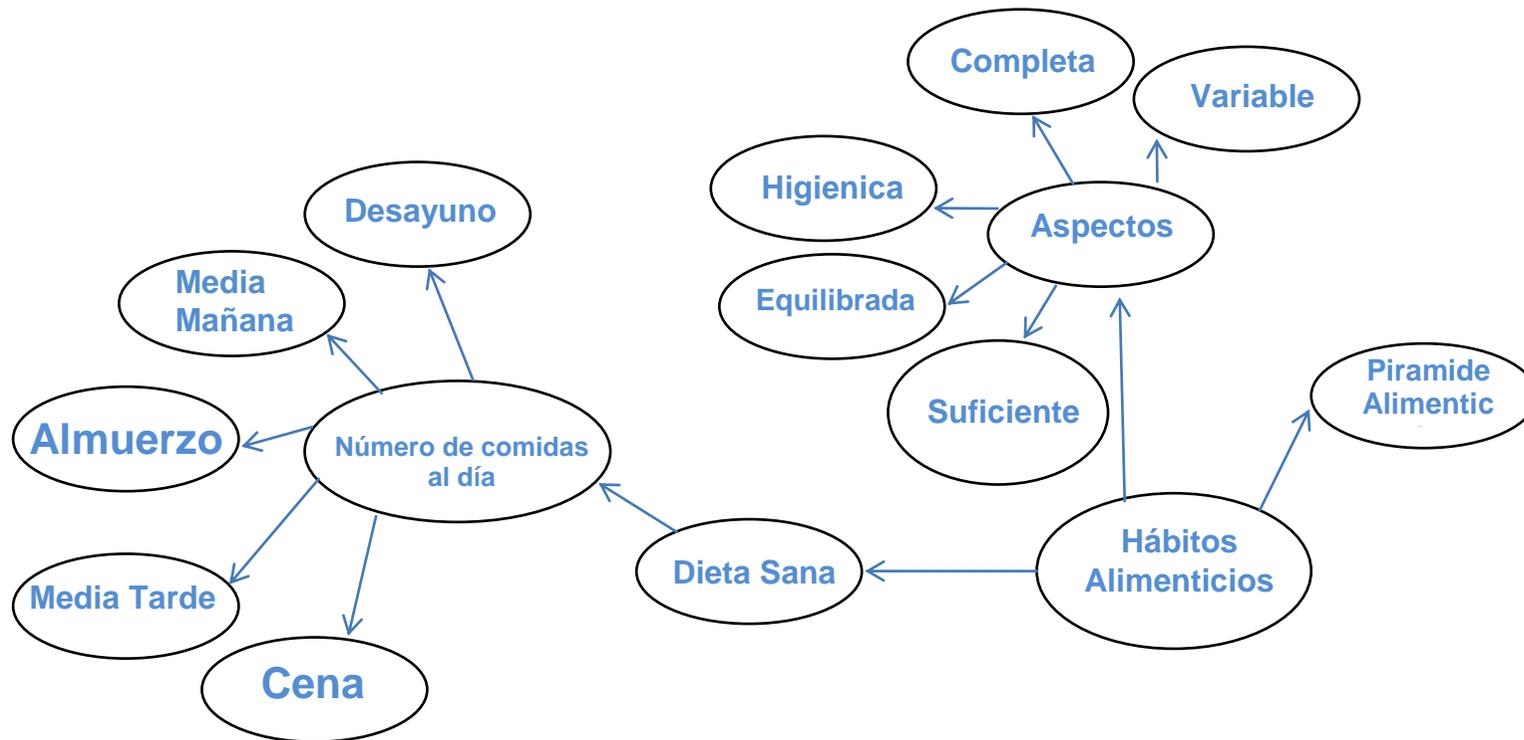 Completa
Variable
Higienica
Aspectos
Desayuno
Equilibrada
Media
Mañana
Suficiente
Piramide
Alimentic
Almuerzo
Número de comidas
al día
Dieta Sana
Hábitos
Alimenticios
Media Tarde
Cena